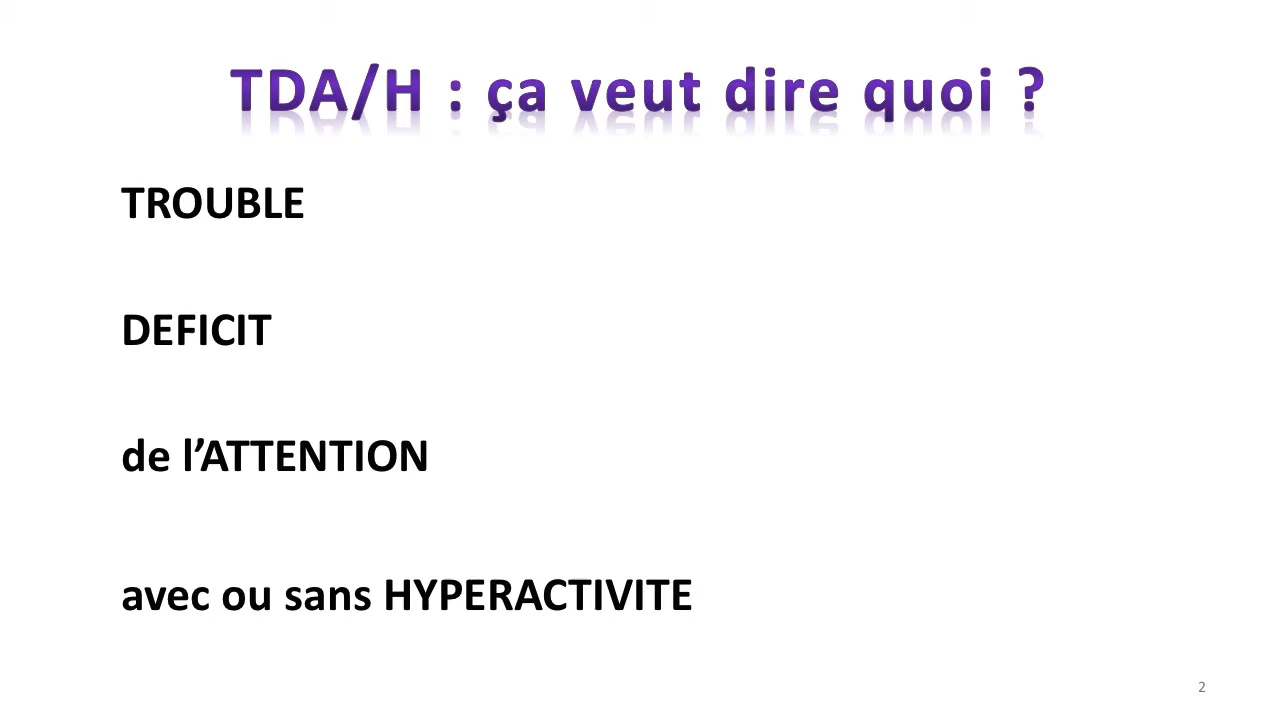 TDA/H : ça veut dire quoi ?
TROUBLE
DEFICIT
de l’ATTENTION
avec ou sans HYPERACTIVITE
2